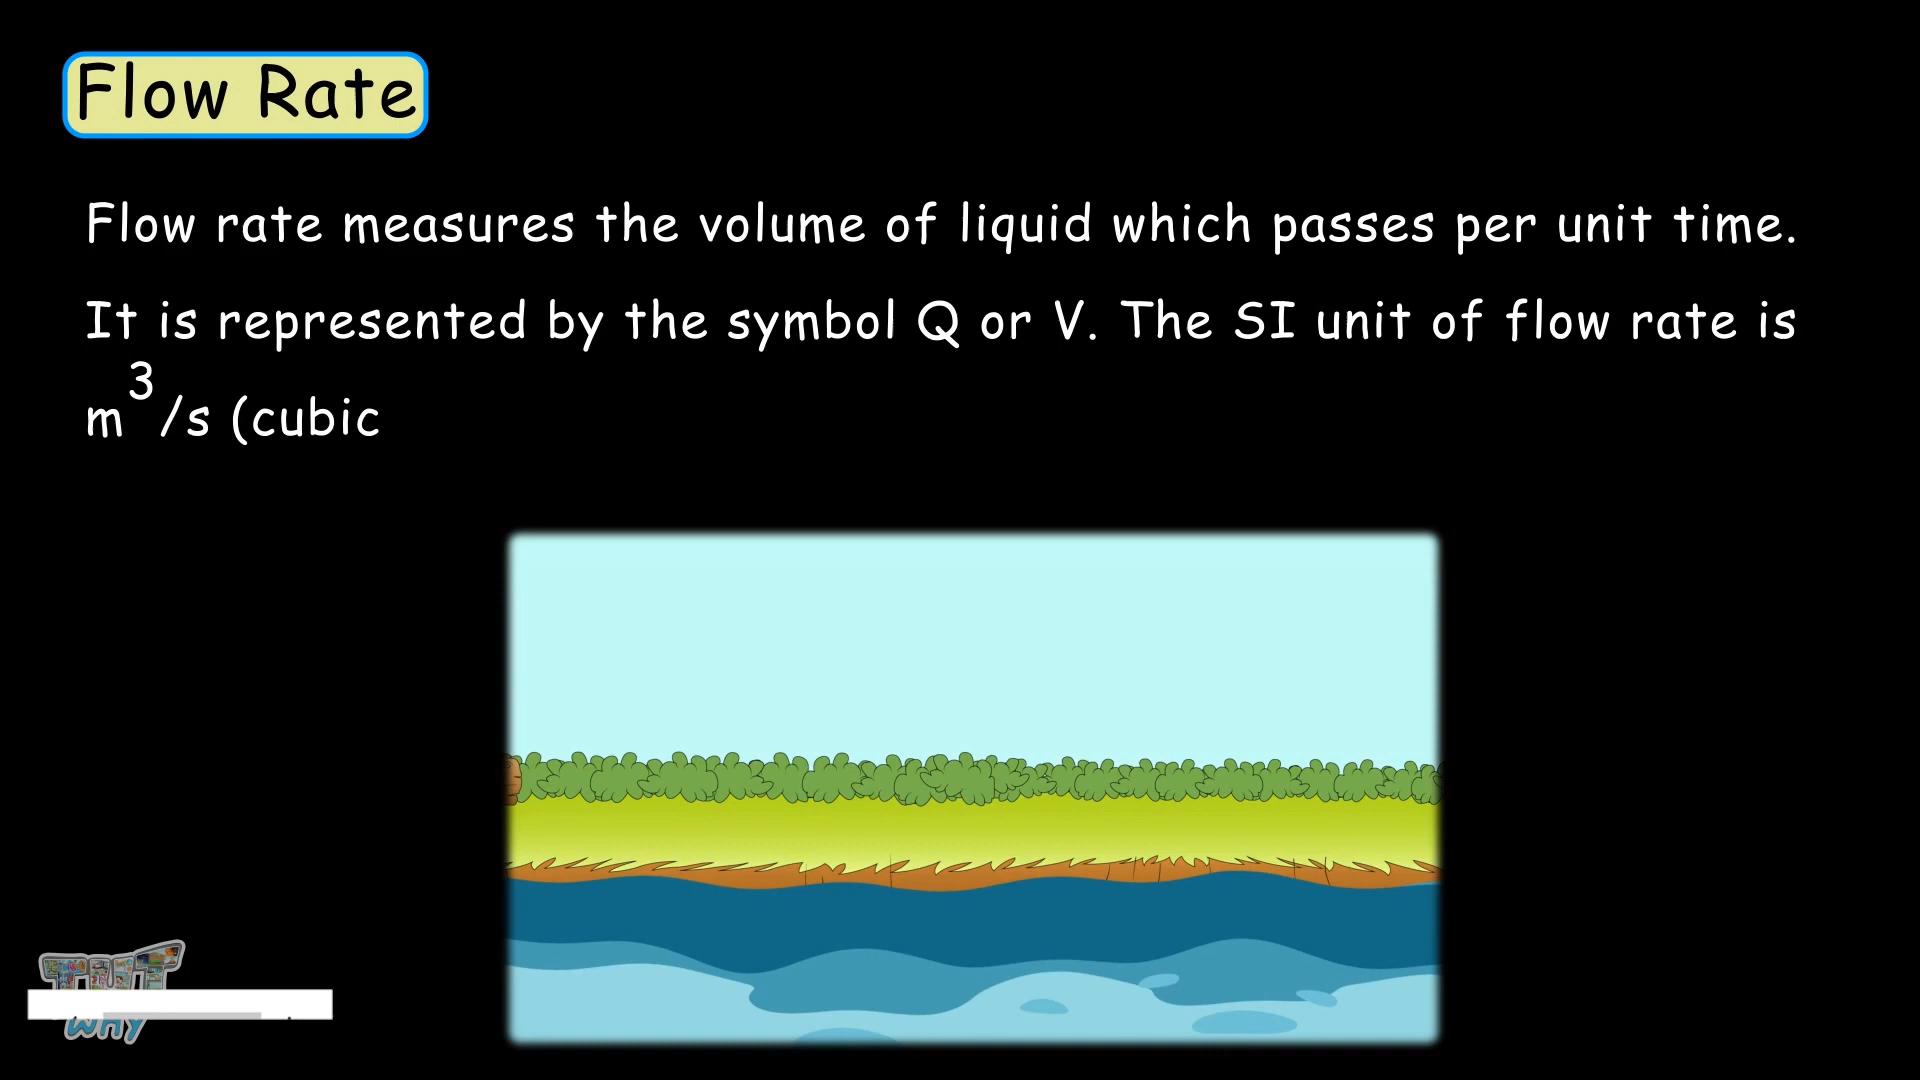 Flow Rate
Flow rate measures the volume of liquid which passes per unit time.
It is represented by the symbol Q or V. The SI unit of flow rate is
m³/s (cubic
WHY